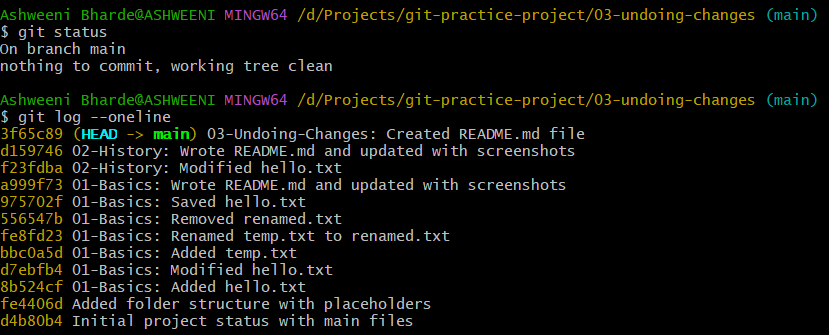 Ashweeni Bharde@ASHWEENI MINGW64 /d/Projects/git-practice-project/03-undoing-changes (main)
$ git status
On branch main
nothing to commit, working tree clean
Ashweeni Bharde@ASHWEENI MINGW64 /d/Projects/git-practice-project/03-undoing-changes (main)
$ git log --oneline
3f65c89 (HEAD -> main) 03-Undoing-Changes: Created README.md file
d159746 02-History: Wrote README.md and updated with screenshots
f23fdba 02-History: Modified hello.txt
a999f73 01-Basics: Wrote README.md and updated with screenshots
975702f 01-Basics: Saved hello.txt
556547b 01-Basics: Removed renamed.txt
fe8fd23 01-Basics: Renamed temp.txt to renamed.txt
bbc0a5d 01-Basics: Added temp.txt
d7ebfb4 01-Basics: Modified hello.txt
8b524cf 01-Basics: Added hello.txt
fe4406d Added folder structure with placeholders
d4b80b4 Initial project status with main files